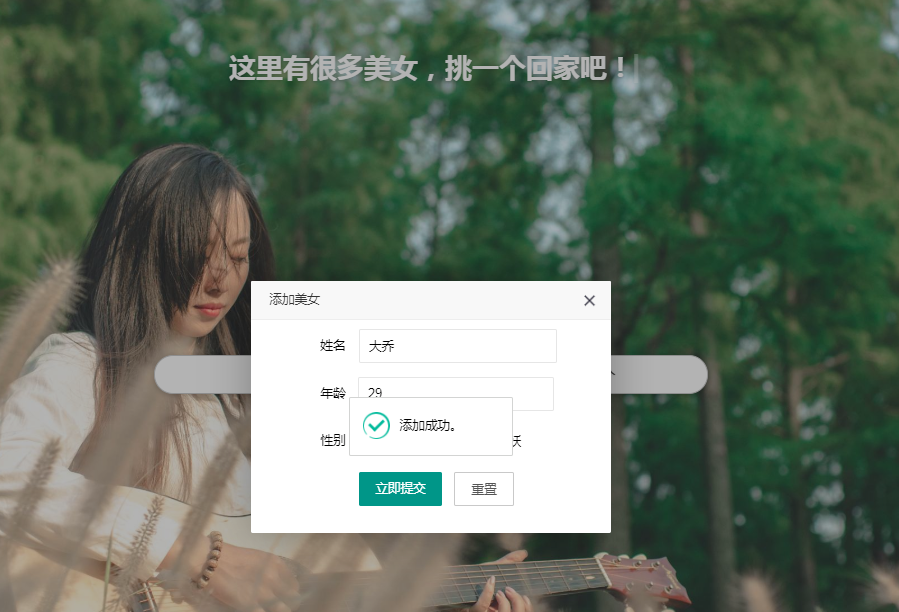 这里有很多美女，挑一个回家吧！
添加美女
姓名 大乔
年龄 29
添加成功。
性别
立即提交 重置